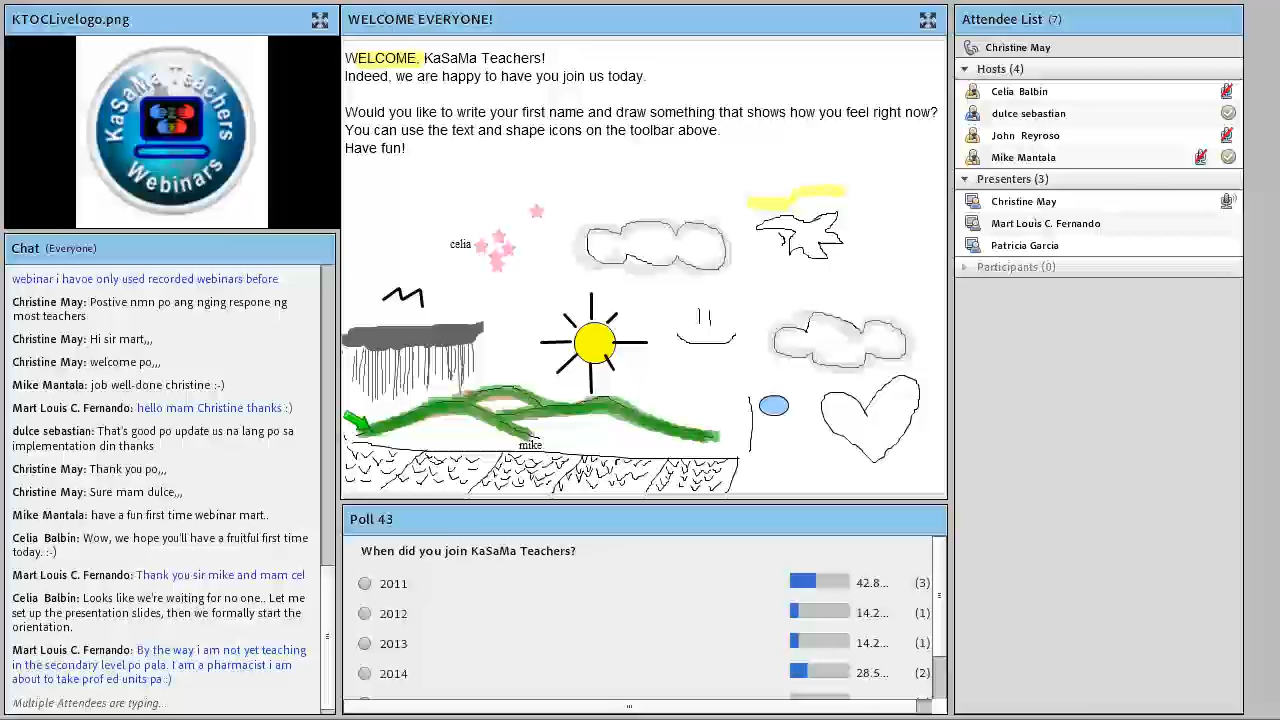 KTOCLivelogo.png
KaSaMa Teachers
Webinars
Chat (Everyone)
webinar i havoe only used recorded webinars before
Christine May: Postive nmn po ang nging respone ng
most teachers
Christine May: Hi sir mart,,,
Christine May: welcome po,,,
Mike Mantala: job well-done christine :-)
Mart Louis C. Fernando: hello mam Christine thanks :)
dulce sebastian: That's good po update us na lang po sa
implementation din thanks
Christine May: Thank you po,,,
Christine May: Sure mam dulce,,,
Mike Mantala: have a fun first time webinar mart..
Celia Balbin: Wow, we hope you'll have a fruitful first time
today. :-)
Mart Louis C. Fernando: Thank you sir mike and mam cel
Celia Balbin: Looks like we're waiting for no one.. Let me
set up the presentation slides, then we formally start the
orientation.
Mart Louis C. Fernando: By the way i am not yet teaching
in the secondary level po pala. I am a pharmacist i am
about to take prof ed units pa :)
Multiple Attendees are typing...
WELCOME EVERYONE!
WELCOME, KaSaMa Teachers!
Indeed, we are happy to have you join us today.
Would you like to write your first name and draw something that shows how you feel right now?
You can use the text and shape icons on the toolbar above.
Have fun!
celia
mike
Poll 43
When did you join KaSaMa Teachers?
2011 42.8... (3)
2012 14.2... (1)
2013 14.2... (1)
2014 28.5... (2)
Attendee List (7)
Christine May
Hosts (4)
Celia Balbin
dulce sebastian
John Reyroso
Mike Mantala
Presenters (3)
Christine May
Mart Louis C. Fernando
Patricia Garcia
Participants (0)